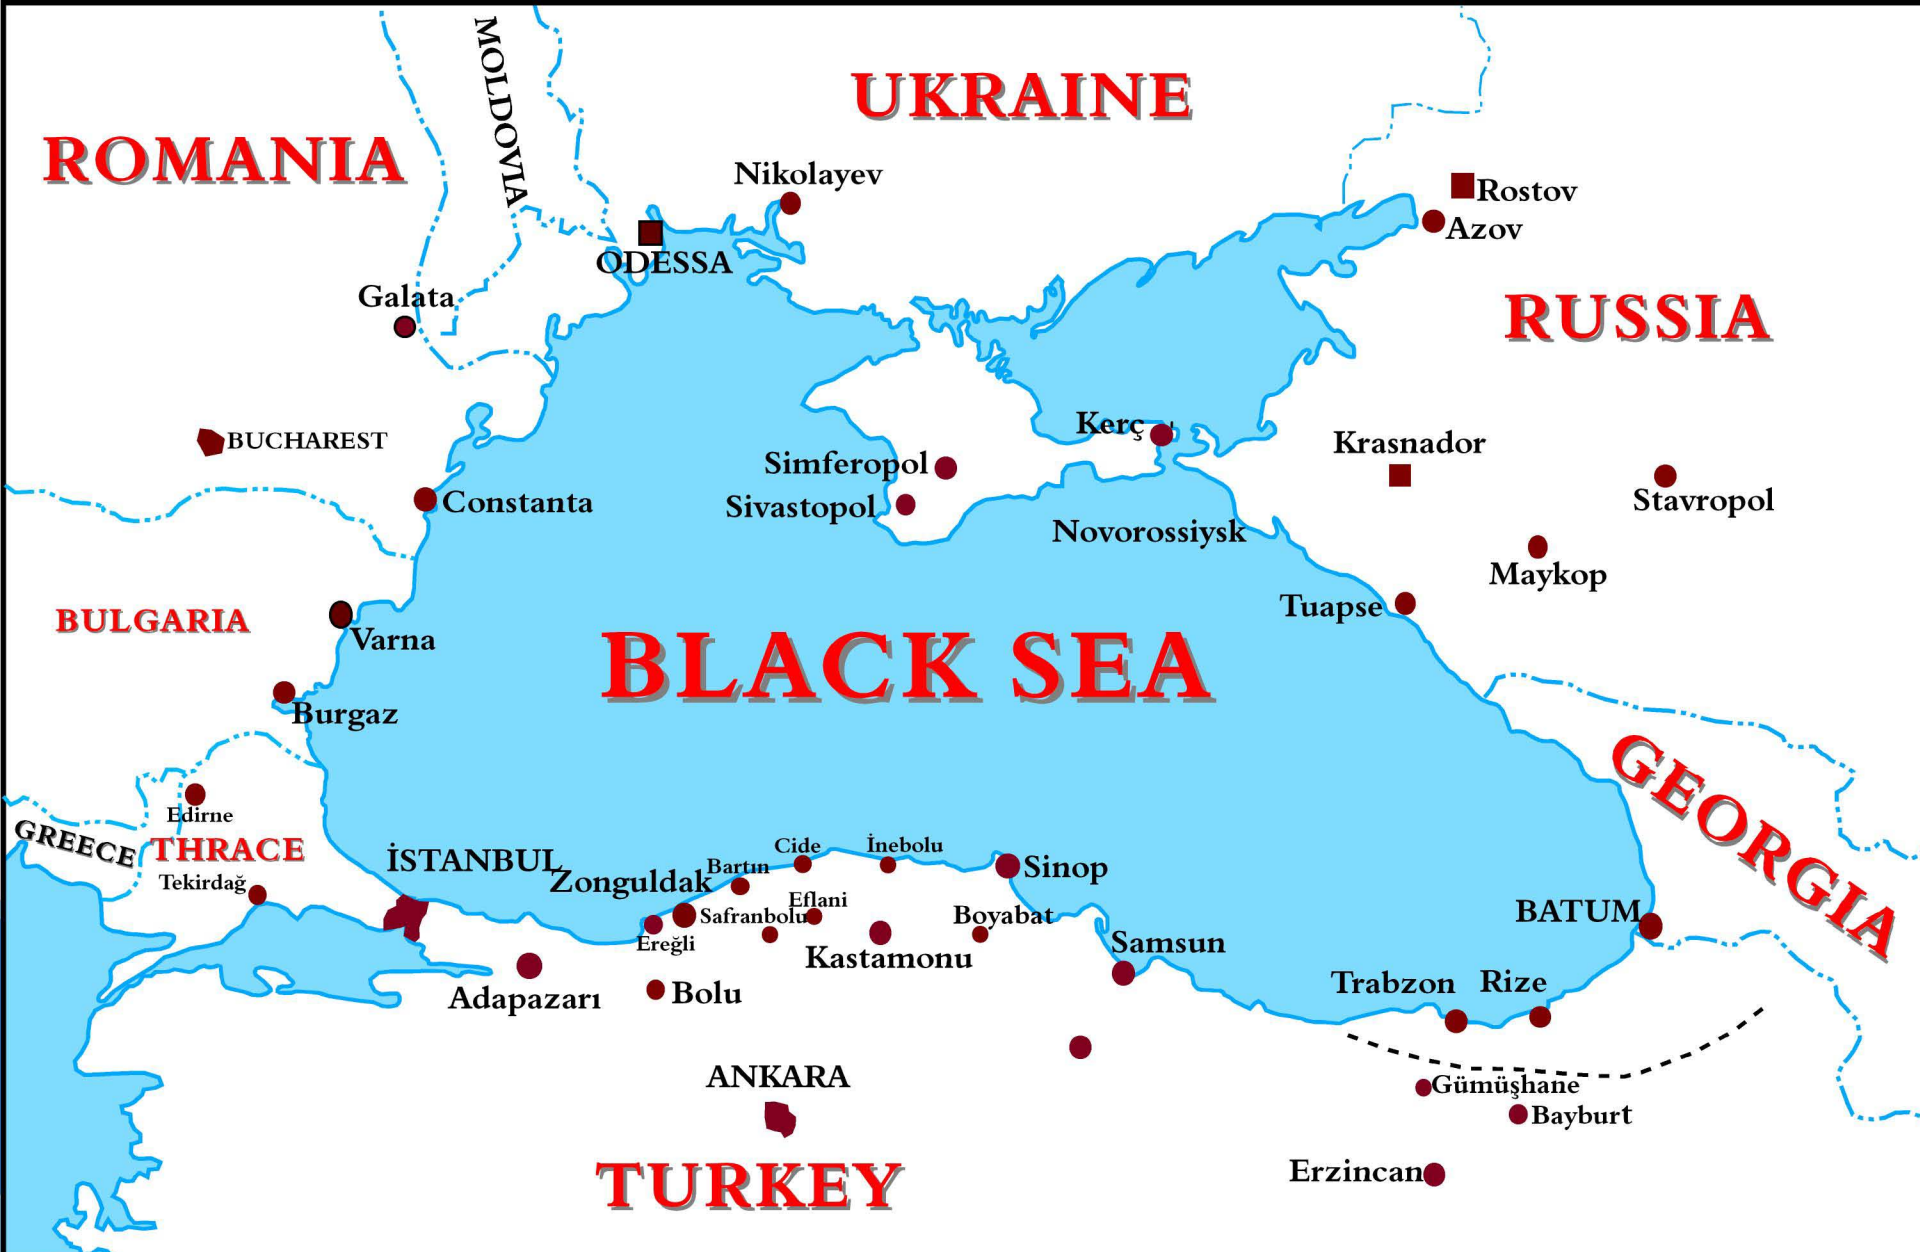 MOLDOVIA
UKRAINE
ROMANIA
Nikolayev
Rostov
Azov
ODESSA
Galata
RUSSIA
BUCHAREST
Kerç
Krasnador
Simferopol
Stavropol
Constanta
Sivastopol
Novorossiysk
Maykop
Tuapse
BULGARIA
Varna
BLACK SEA
Burgaz
GEORGIA
Edirne
GREECE
THRACE
İSTANBUL
Cide
İnebolu
Bartın
Sinop
Tekirdağ
Zonguldak
Eflani
Safranbolu
Boyabat
BATUM
Ereğli
Samsun
Kastamonu
Trabzon
Rize
Adapazarı
Bolu
ANKARA
Gümüşhane
Bayburt
Erzincan
TURKEY